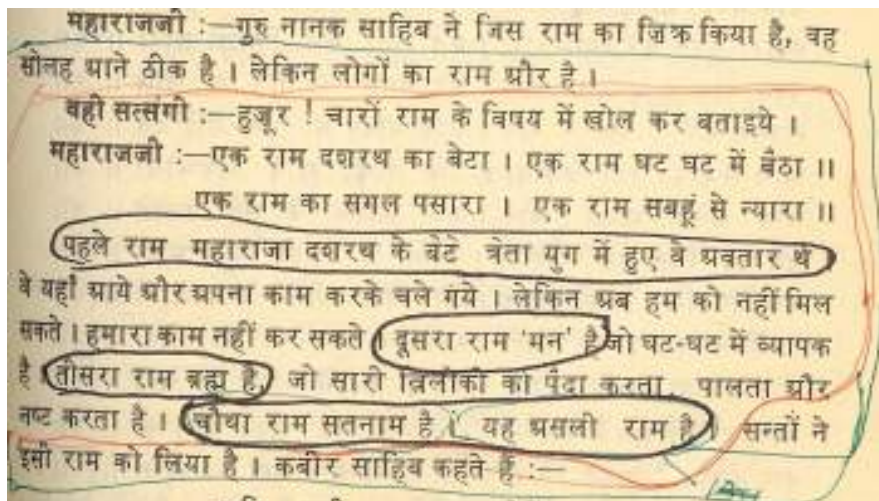 महाराजजी :—गुरु नानक साहिब ने जिस राम का ज़िक्र किया है, वह
सोलह आने ठीक है । लेकिन लोगों का राम और है ।
वही सत्संगी :—हुज़ूर ! चारों राम के विषय में खोल कर बताइये ।
महाराजजी :—एक राम दशरथ का बेटा । एक राम घट घट में बैठा ॥
एक राम का सगल पसारा । एक राम सबहूं से न्यारा ॥
पहले राम महाराजा दशरथ के बेटे त्रेता युग में हुए वे अवतार थे
वे यहाँ आये और अपना काम करके चले गये । लेकिन अब हम को नहीं मिल
सकते । हमारा काम नहीं कर सकते । दूसरा राम 'मन' है जो घट-घट में व्यापक
है । तीसरा राम ब्रह्म है, जो सारी त्रिलोकी को पैदा करता, पालता और
नष्ट करता है । चौथा राम सतनाम है । यह असली राम है । सन्तों ने
इसी राम को लिया है । कबीर साहिब कहते हैं :—